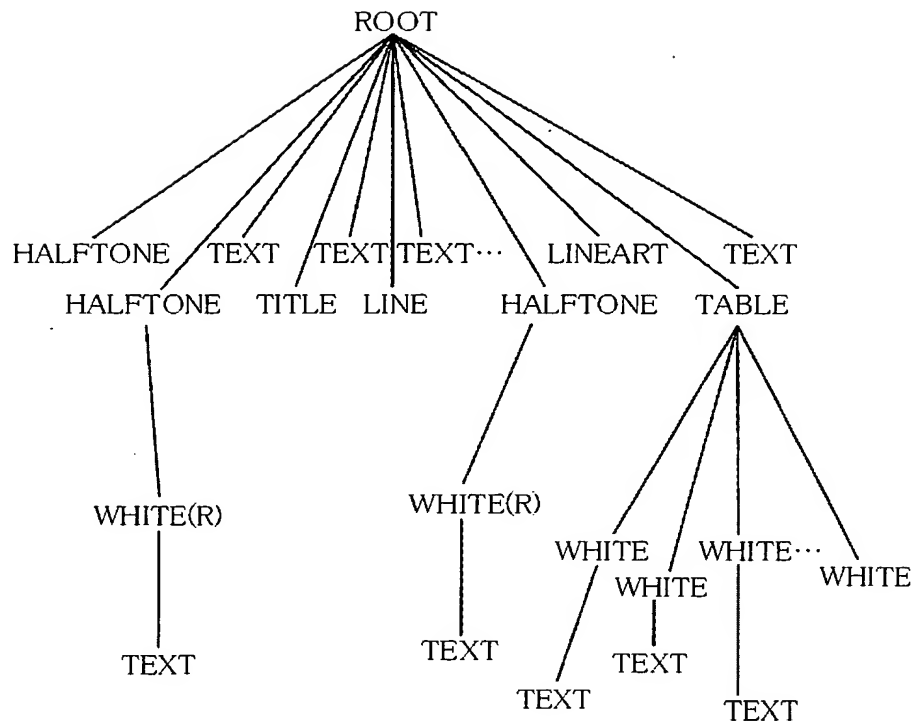 ROOT
HALFTONE TEXT TEXT TEXT… LINEART TEXT
HALFTONE TITLE LINE HALFTONE TABLE
WHITE(R) WHITE(R)
WHITE WHITE… WHITE
WHITE
TEXT TEXT TEXT
TEXT TEXT